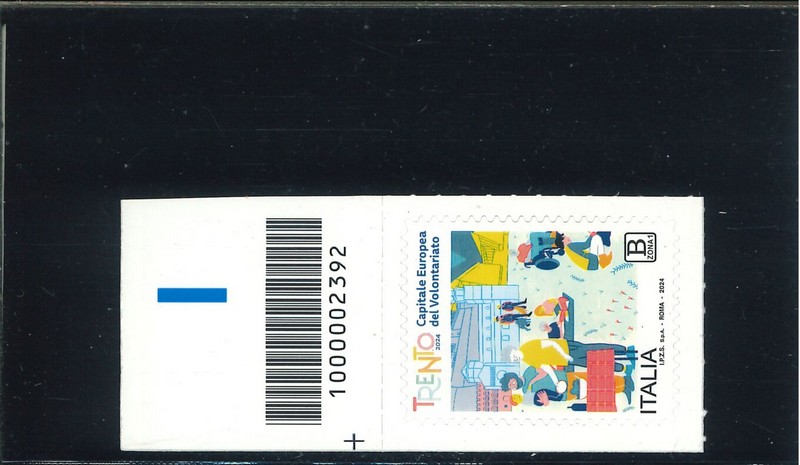 1000002392
TRENTO
2024
Capitale Europea
del Volontariato
B
ZONA 1
ITALIA
I.P.Z.S. S.p.A. - ROMA - 2024